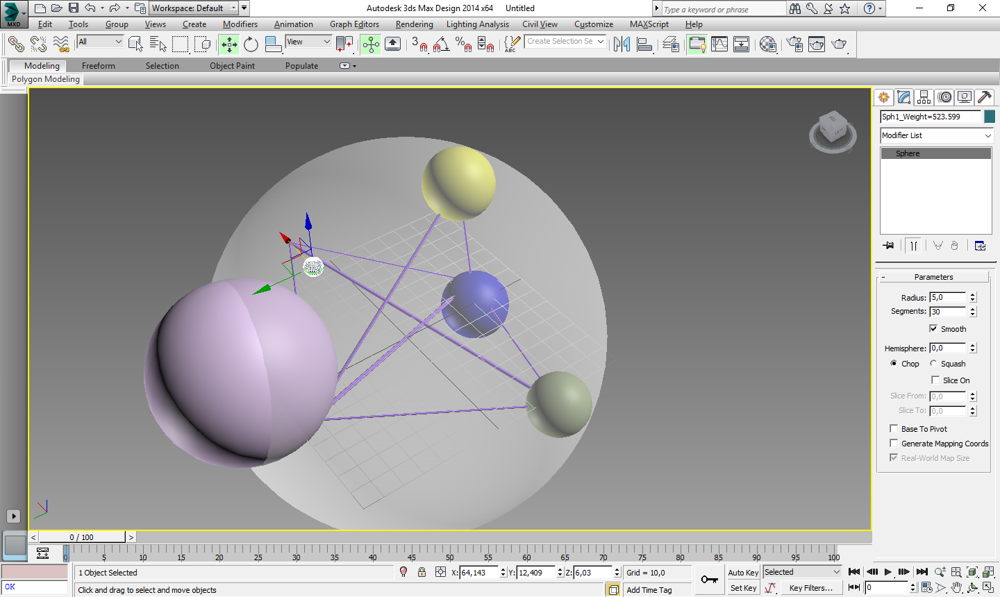 Workspace: Default
Autodesk 3ds Max Design 2014 x64 Untitled
Type a keyword or phrase
MXD
Edit Tools Group Views Create Modifiers Animation Graph Editors Rendering Lighting Analysis Civil View Customize MAXScript Help
All
View
3
ABC
Create Selection Se
Modeling Freeform Selection Object Paint Populate
Polygon Modeling
Sph1_Weight=523.599
Modifier List
Sphere
- Parameters
Radius: 5,0
Segments: 30
Smooth
Hemisphere: 0,0
Chop Squash
Slice On
Slice From: 0,0
Slice To: 0,0
Base To Pivot
Generate Mapping Coords
Real-World Map Size
< 0 / 100 >
0 5 10 15 20 25 30 35 40 45 50 55 60 65 70 75 80 85 90 95 100
1 Object Selected X: 64,143 Y: 12,409 Z: 6,03 Grid = 10,0 Auto Key Selected
OK Click and drag to select and move objects Add Time Tag Set Key Key Filters... 0